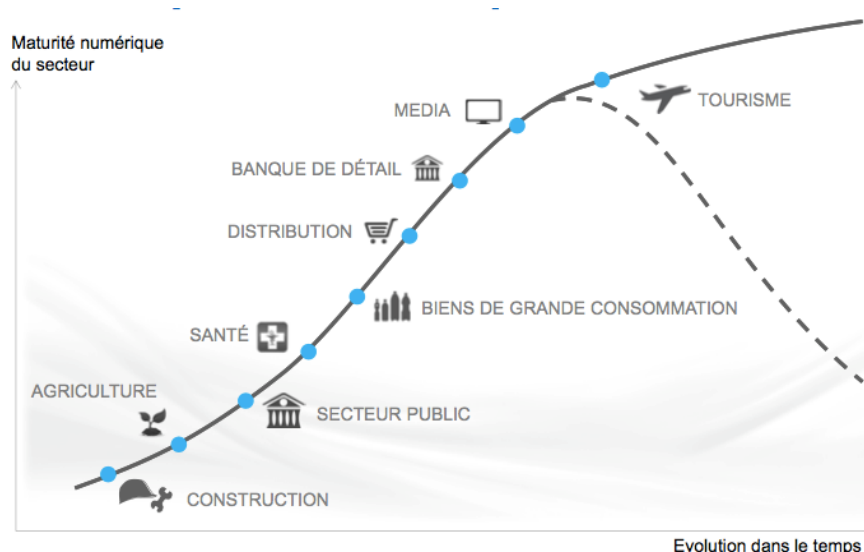 Maturité numérique
du secteur
MEDIA
TOURISME
BANQUE DE DÉTAIL
DISTRIBUTION
BIENS DE GRANDE CONSOMMATION
SANTÉ
AGRICULTURE
SECTEUR PUBLIC
CONSTRUCTION
Evolution dans le temps